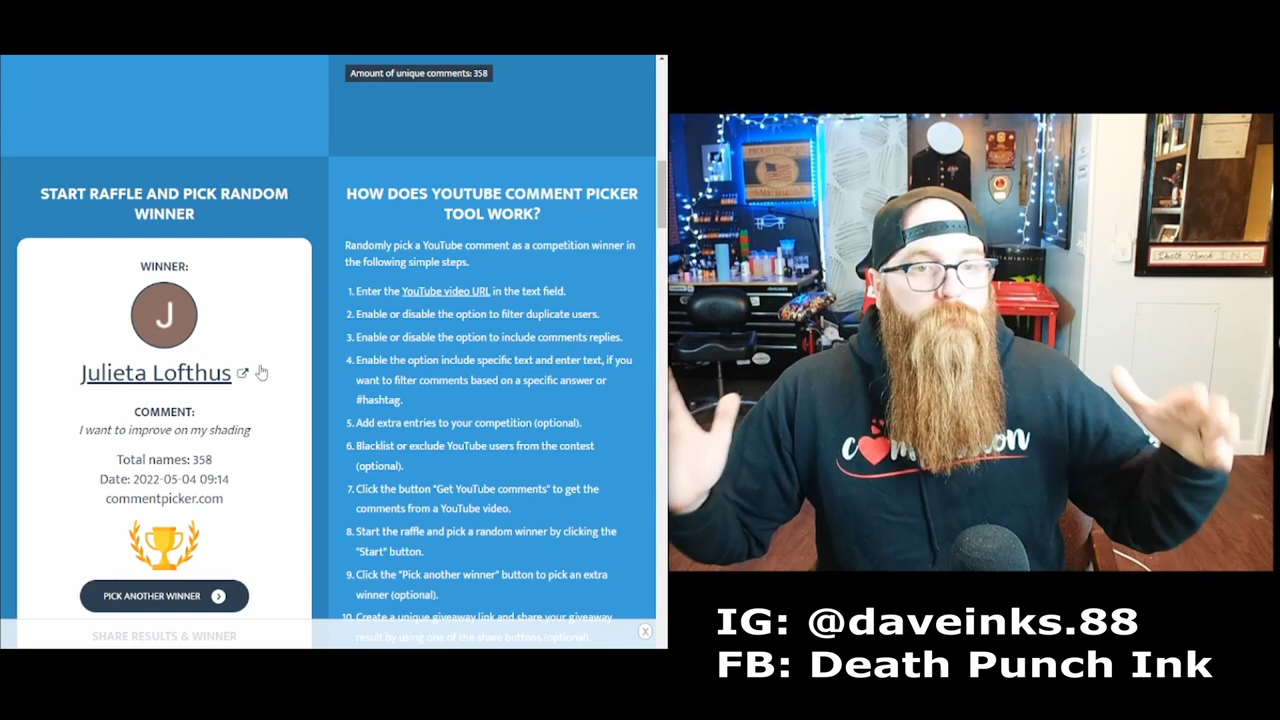 Amount of unique comments: 358
START RAFFLE AND PICK RANDOM
WINNER
WINNER:
J
Julieta Lofthus
COMMENT:
I want to improve on my shading
Total names: 358
Date: 2022-05-04 09:14
commentpicker.com
PICK ANOTHER WINNER
SHARE RESULTS & WINNER
HOW DOES YOUTUBE COMMENT PICKER
TOOL WORK?
Randomly pick a YouTube comment as a competition winner in
the following simple steps.
1. Enter the YouTube video URL in the text field.
2. Enable or disable the option to filter duplicate users.
3. Enable or disable the option to include comments replies.
4. Enable the option include specific text and enter text, if you
want to filter comments based on a specific answer or
#hashtag.
5. Add extra entries to your competition (optional).
6. Blacklist or exclude YouTube users from the contest
(optional).
7. Click the button "Get YouTube comments" to get the
comments from a YouTube video.
8. Start the raffle and pick a random winner by clicking the
"Start" button.
9. Click the "Pick another winner" button to pick an extra
winner (optional).
10. Create a unique giveaway link and share your giveaway
result by using one of the share buttons (optional).
X
Death Punch INK
IG: @daveinks.88
FB: Death Punch Ink